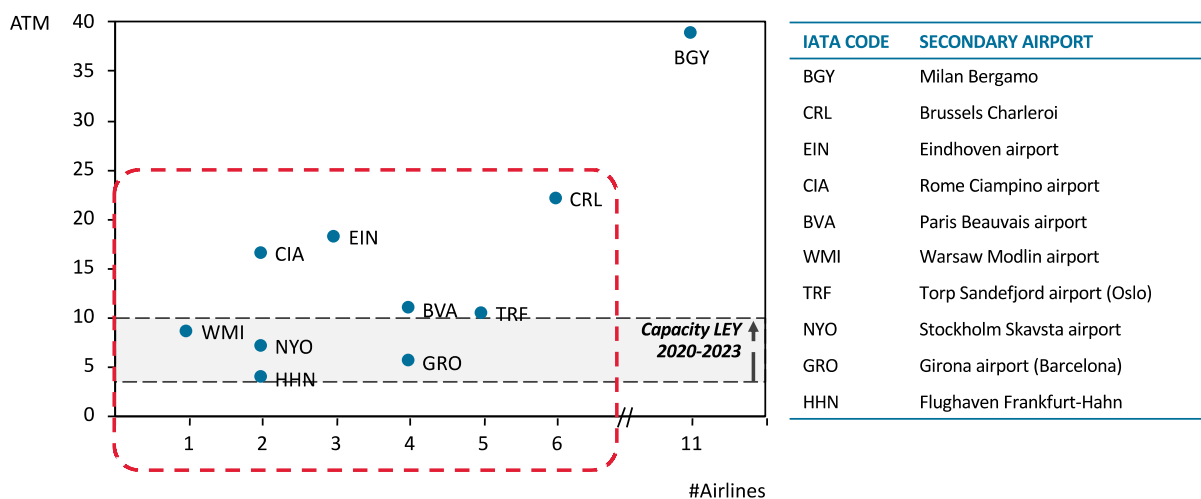 ATM
40
35
30
25
20
15
10
5
0
BGY
CRL
EIN
CIA
BVA
TRF
WMI
NYO
GRO
HHN
Capacity LEY
2020-2023
1 2 3 4 5 6 11
#Airlines
IATA CODE SECONDARY AIRPORT
BGY Milan Bergamo
CRL Brussels Charleroi
EIN Eindhoven airport
CIA Rome Ciampino airport
BVA Paris Beauvais airport
WMI Warsaw Modlin airport
TRF Torp Sandefjord airport (Oslo)
NYO Stockholm Skavsta airport
GRO Girona airport (Barcelona)
HHN Flughaven Frankfurt-Hahn